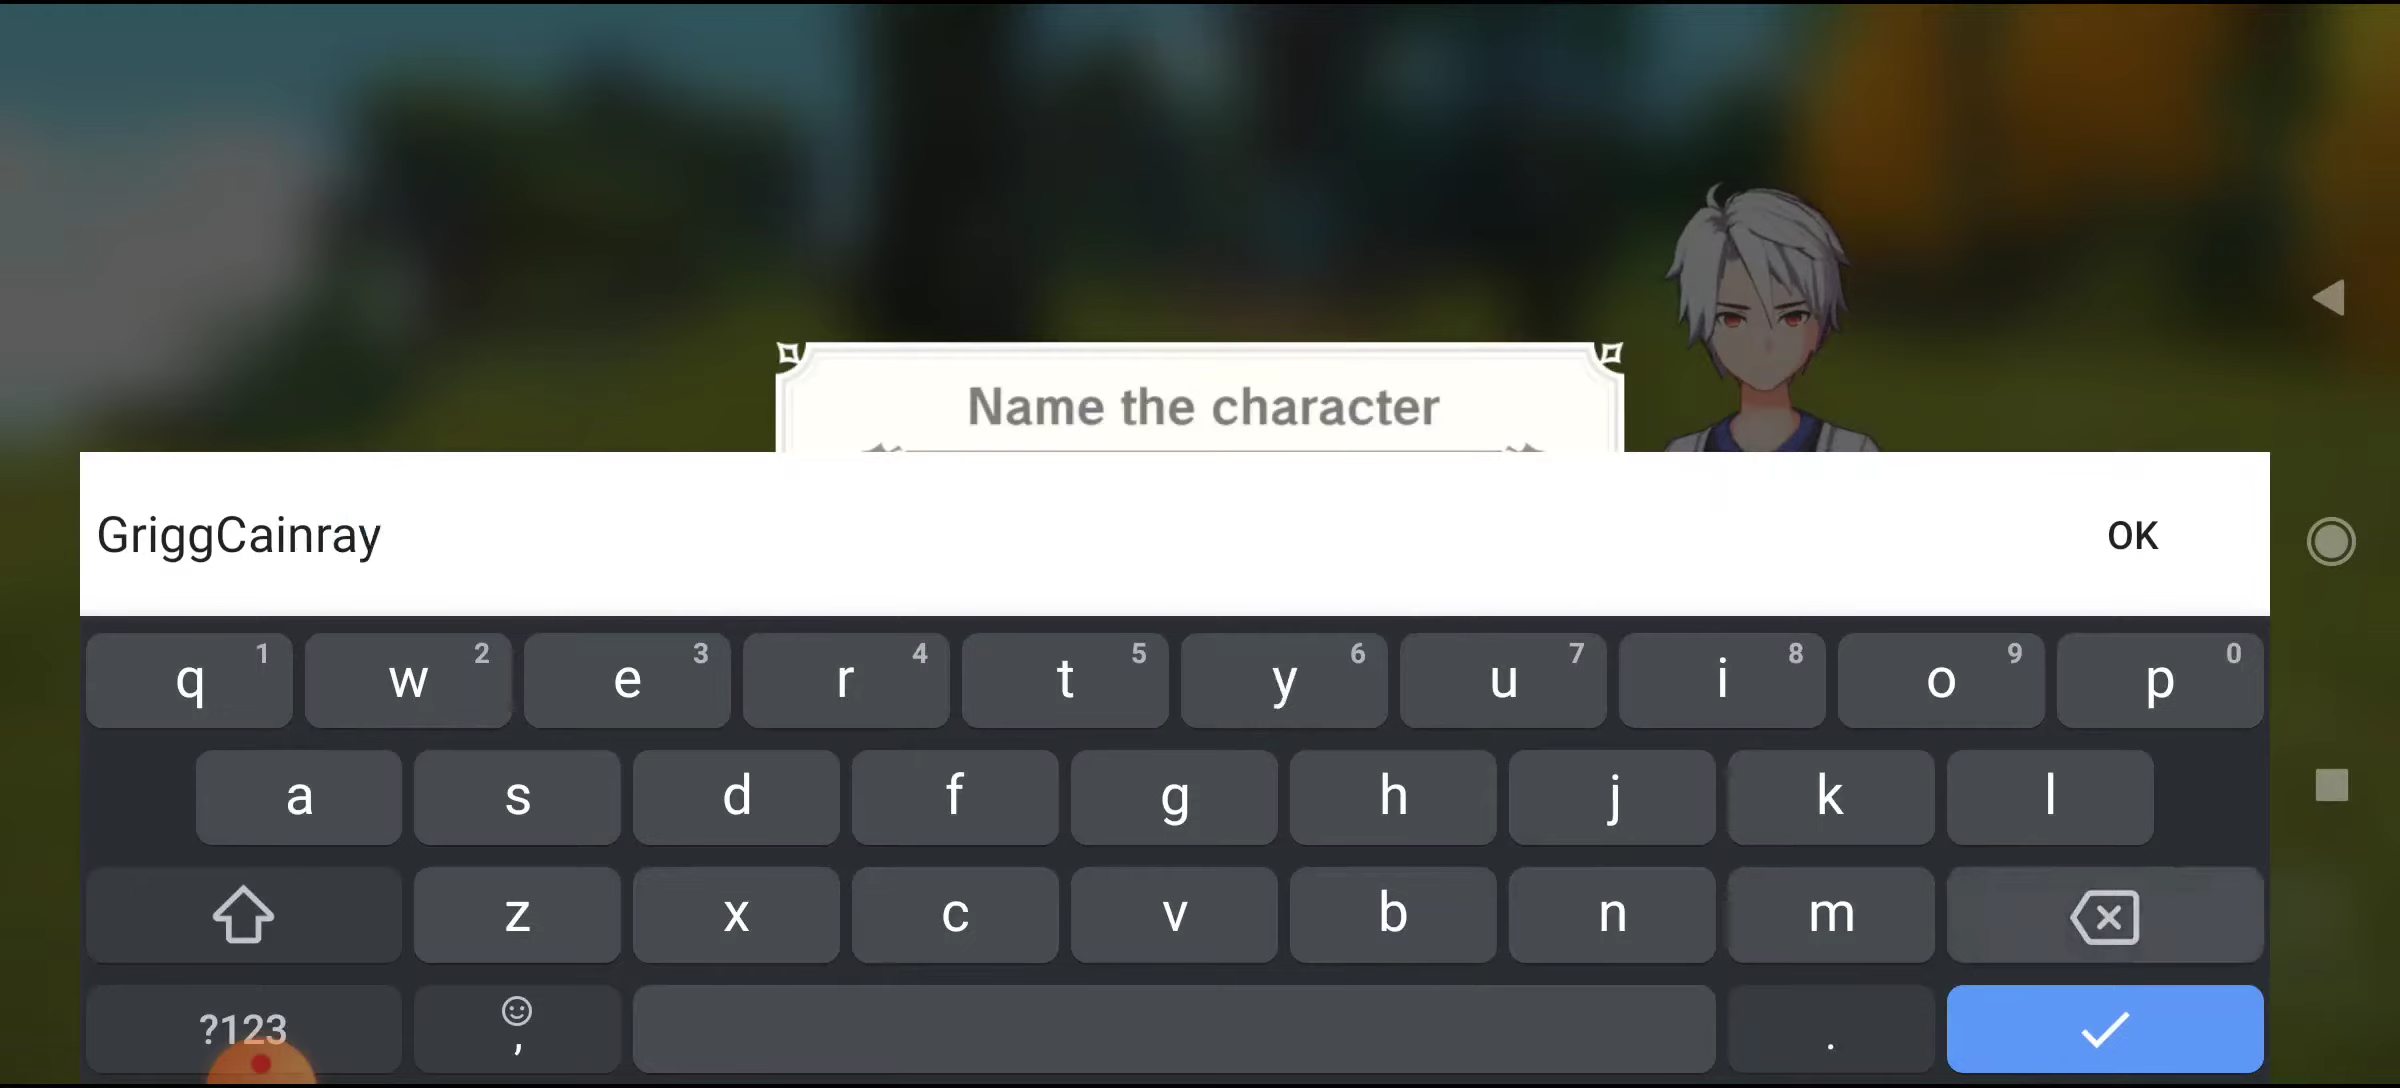 Name the character
GriggCainray
OK
q 1 w 2 e 3 r 4 t 5 y 6 u 7 i 8 o 9 p 0
a s d f g h j k l
z x c v b n m
?123 , .